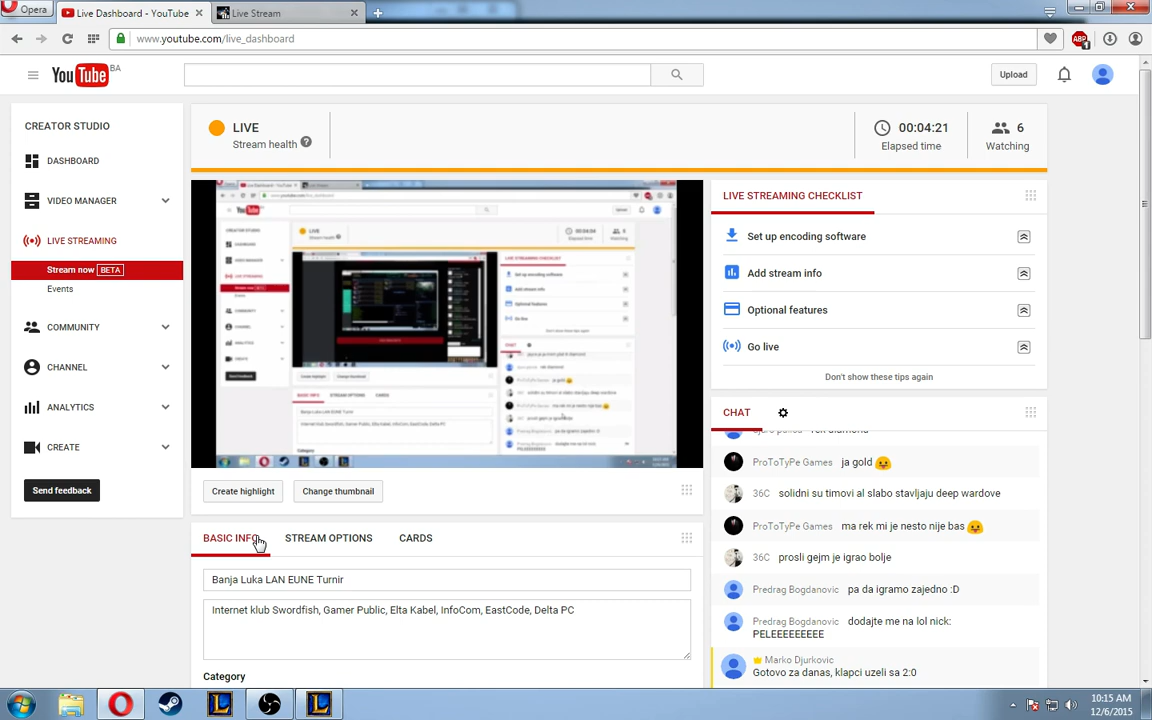 Opera
Live Dashboard - YouTube
Live Stream
www.youtube.com/live_dashboard
ABP
1
YouTube BA
Upload
CREATOR STUDIO
DASHBOARD
VIDEO MANAGER
LIVE STREAMING
Stream now BETA
Events
COMMUNITY
CHANNEL
ANALYTICS
CREATE
Send feedback
LIVE
Stream health ?
00:04:21
Elapsed time
6
Watching
Create highlight
Change thumbnail
BASIC INFO
STREAM OPTIONS
CARDS
Banja Luka LAN EUNE Turnir
Internet klub Swordfish, Gamer Public, Elta Kabel, InfoCom, EastCode, Delta PC
Category
LIVE STREAMING CHECKLIST
Set up encoding software
Add stream info
Optional features
Go live
Don't show these tips again
CHAT
ProToTyPe Games ja gold
36C solidni su timovi al slabo stavljaju deep wardove
ProToTyPe Games ma rek mi je nesto nije bas
36C prosli gejm je igrao bolje
Predrag Bogdanovic pa da igramo zajedno :D
Predrag Bogdanovic dodajte me na lol nick:
PELEEEEEEEEE
Marko Djurkovic
Gotovo za danas, klapci uzeli sa 2:0
10:15 AM
12/6/2015